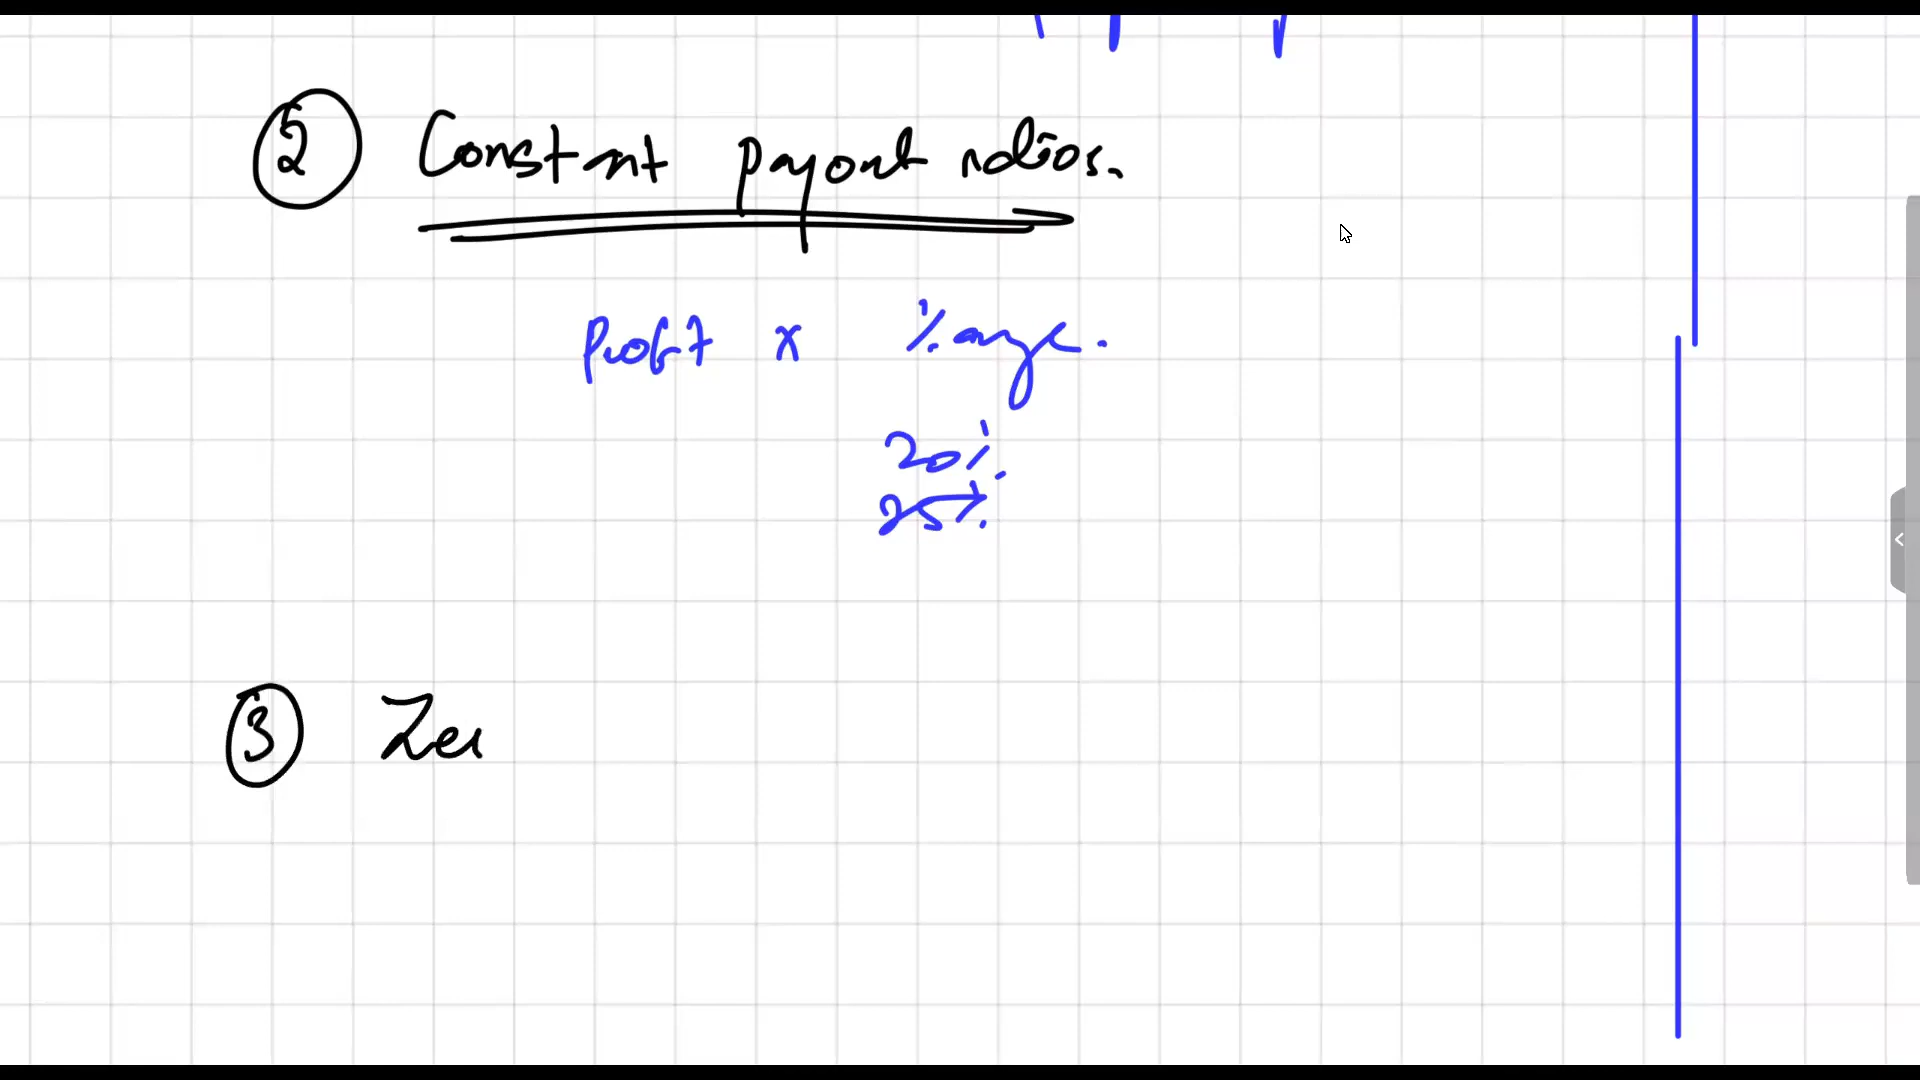 ② Constant payout ratios.
Profit x %age.
20%
25%
③ Zer